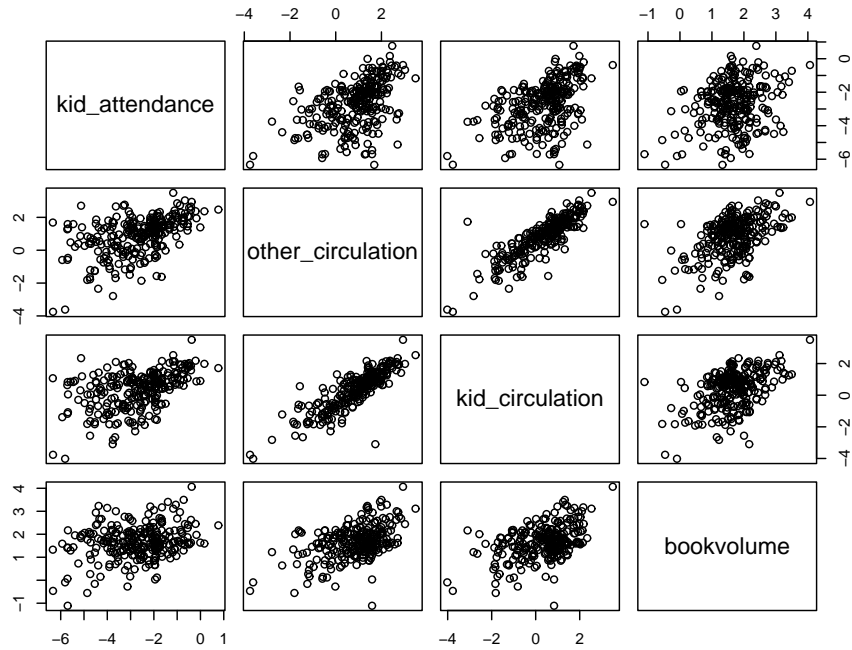 −4 −2 0 2 −1 0 1 2 3 4
kid_attendance
−6 −4 −2 0
−4 −2 0 2
other_circulation
kid_circulation
−4 −2 0 2
−1 1 2 3 4
bookvolume
−6 −4 −2 0 1 −4 −2 0 2